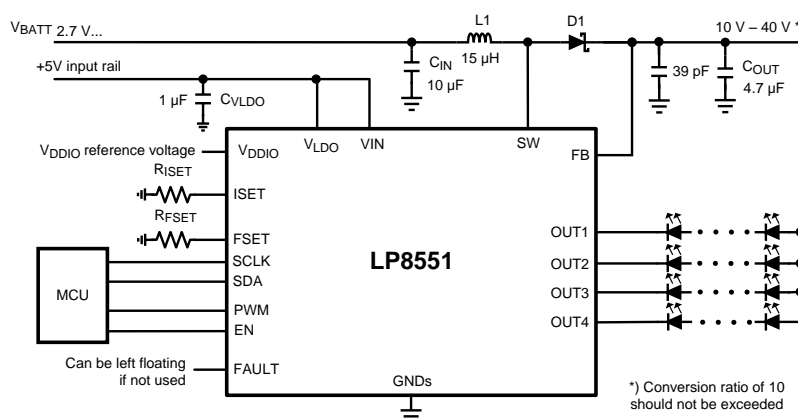 VBATT 2.7 V...
L1
D1
10 V – 40 V *
15 µH
CIN
10 µF
39 pF
COUT
4.7 µF
+5V input rail
1 µF
CVLDO
VDDIO reference voltage
VDDIO
VLDO
VIN
SW
FB
RISET
ISET
RFSET
FSET
MCU
SCLK
SDA
PWM
EN
LP8551
OUT1
OUT2
OUT3
OUT4
Can be left floating
if not used
FAULT
GNDs
*) Conversion ratio of 10
should not be exceeded